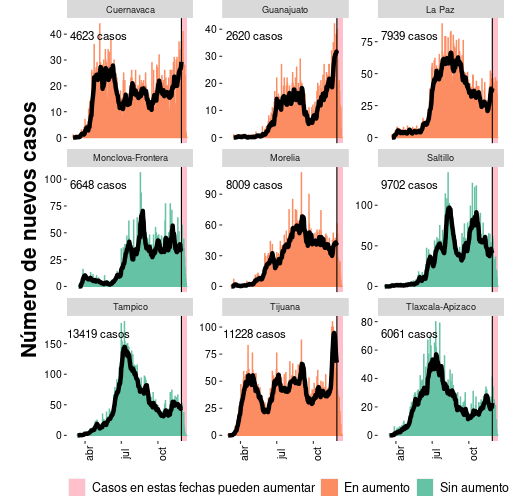 Número de nuevos casos
Cuernavaca
Guanajuato
La Paz
4623 casos
2620 casos
7939 casos
40
30
20
10
0
40
30
20
10
0
75
50
25
0
Monclova-Frontera
Morelia
Saltillo
6648 casos
8009 casos
9702 casos
100
75
50
25
0
90
60
30
0
100
50
0
Tampico
Tijuana
Tlaxcala-Apizaco
13419 casos
11228 casos
6061 casos
150
100
50
0
100
75
50
25
0
80
60
40
20
0
abr
jul
oct
abr
jul
oct
abr
jul
oct
Casos en estas fechas pueden aumentar
En aumento
Sin aumento